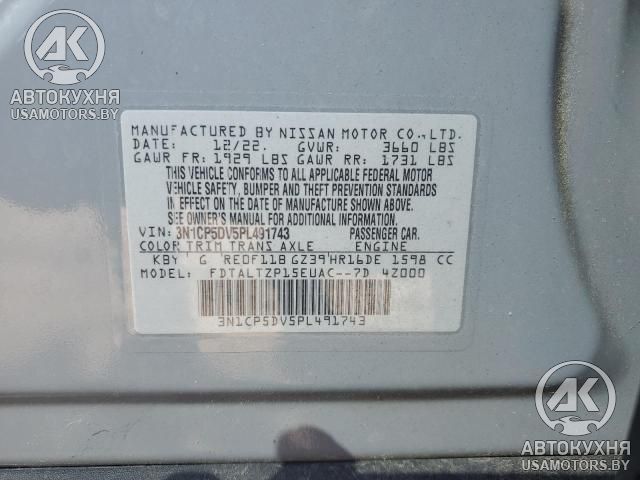 АК
АВТОКУХНЯ
USAMOTORS.BY
MANUFACTURED BY NISSAN MOTOR CO.,LTD.
DATE: 12/22. GVWR: 3660 LBS
GAWR FR: 1929 LBS GAWR RR: 1731 LBS
THIS VEHICLE CONFORMS TO ALL APPLICABLE FEDERAL MOTOR
VEHICLE SAFETY, BUMPER AND THEFT PREVENTION STANDARDS
IN EFFECT ON THE DATE OF MANUFACTURE SHOWN ABOVE.
SEE OWNER'S MANUAL FOR ADDITIONAL INFORMATION
VIN: 3N1CP5DV5PL491743 PASSENGER CAR.
COLOR TRIM TRANS AXLE ENGINE
KBY G RE0F11B GZ39 HR16DE 1598 CC
MODEL: FDTALTZP15EUAC--7D 4Z000
3N1CP5DV5PL491743
АК
АВТОКУХНЯ
USAMOTORS.BY